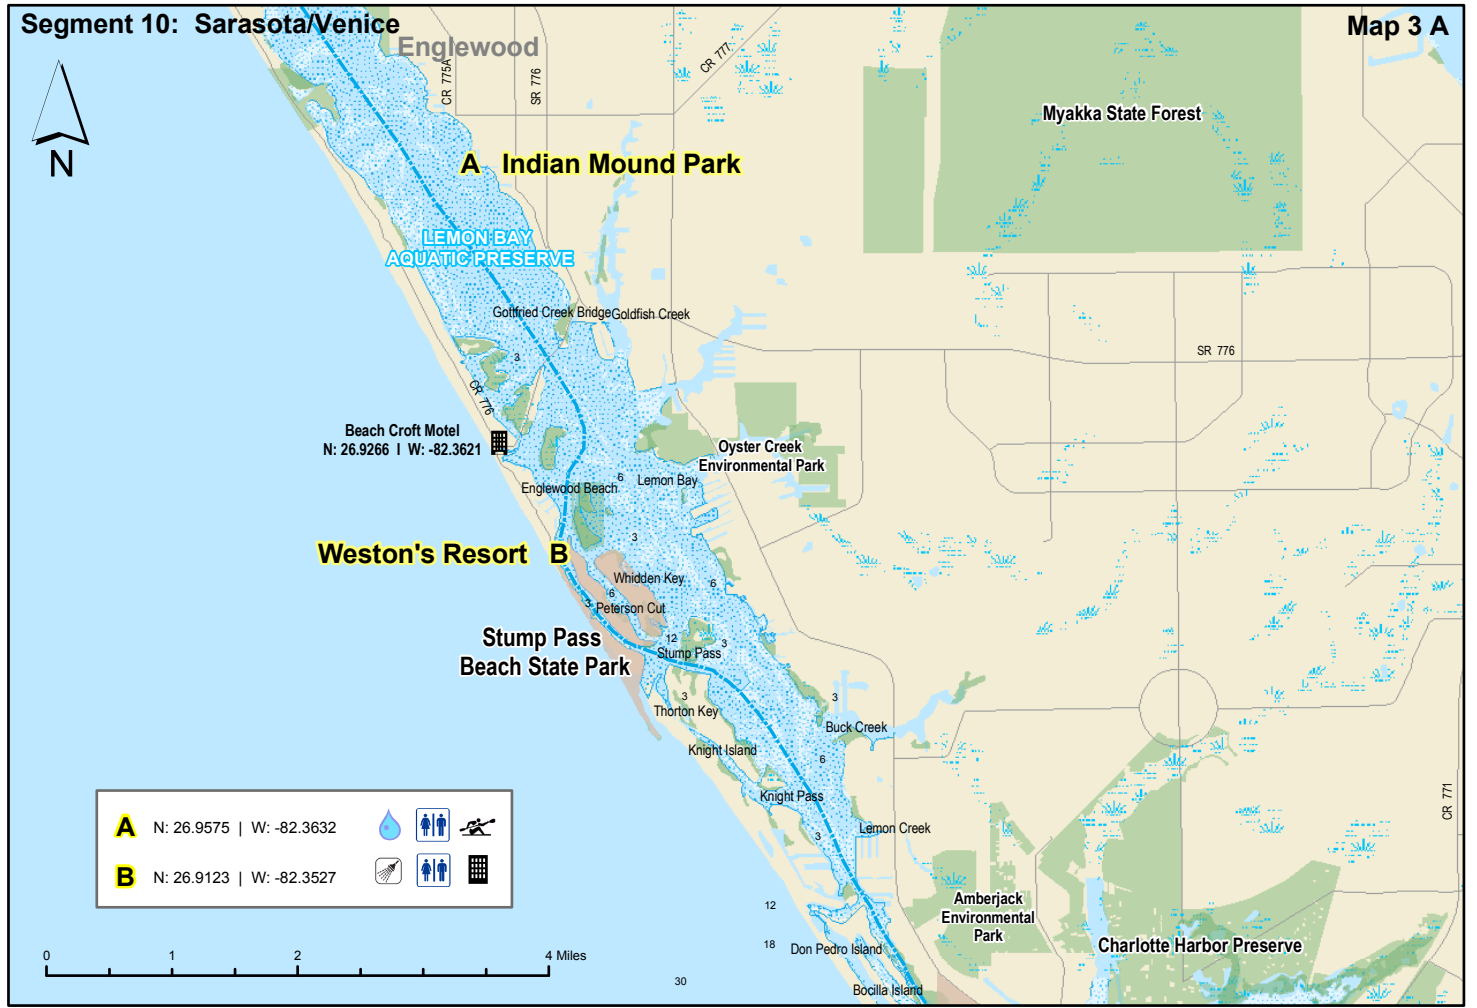 Segment 10: Sarasota/Venice
Map 3 A
Englewood
CR 775A
SR 776
CR 777
Myakka State Forest
N
A Indian Mound Park
LEMON BAY
AQUATIC PRESERVE
Gottfried Creek Bridge
Goldfish Creek
3
SR 776
CR 776
Beach Croft Motel
N: 26.9266 I W: -82.3621
Oyster Creek
Environmental Park
Englewood Beach
6
Lemon Bay
3
Weston's Resort B
Whidden Key
6
6
3
Peterson Cut
12
3
Stump Pass
Stump Pass
Beach State Park
3
Thorton Key
3
Buck Creek
Knight Island
6
Knight Pass
3
Lemon Creek
CR 771
A N: 26.9575 | W: -82.3632
B N: 26.9123 | W: -82.3527
12
Amberjack
Environmental
Park
18
Don Pedro Island
Charlotte Harbor Preserve
0 1 2 4 Miles
30
Bocilla Island